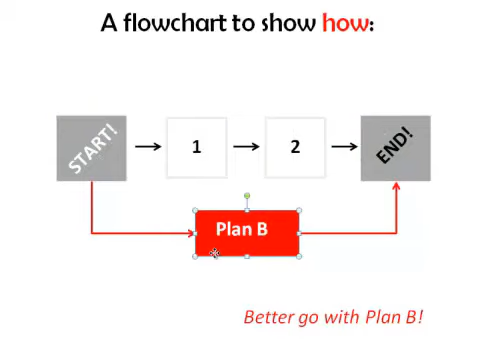 A flowchart to show how:
START!
1
2
END!
Plan B
Better go with Plan B!